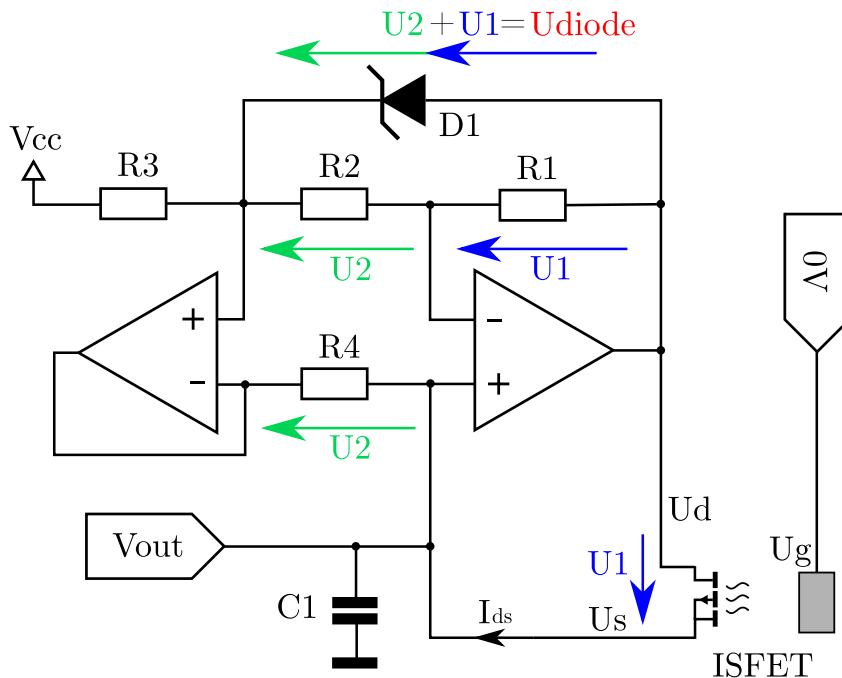 U2+U1=Udiode
D1
Vcc
R3
R2
R1
U2
U1
0V
+
-
R4
-
+
U2
Ud
Vout
U1
Ug
C1
Ids
Us
ISFET